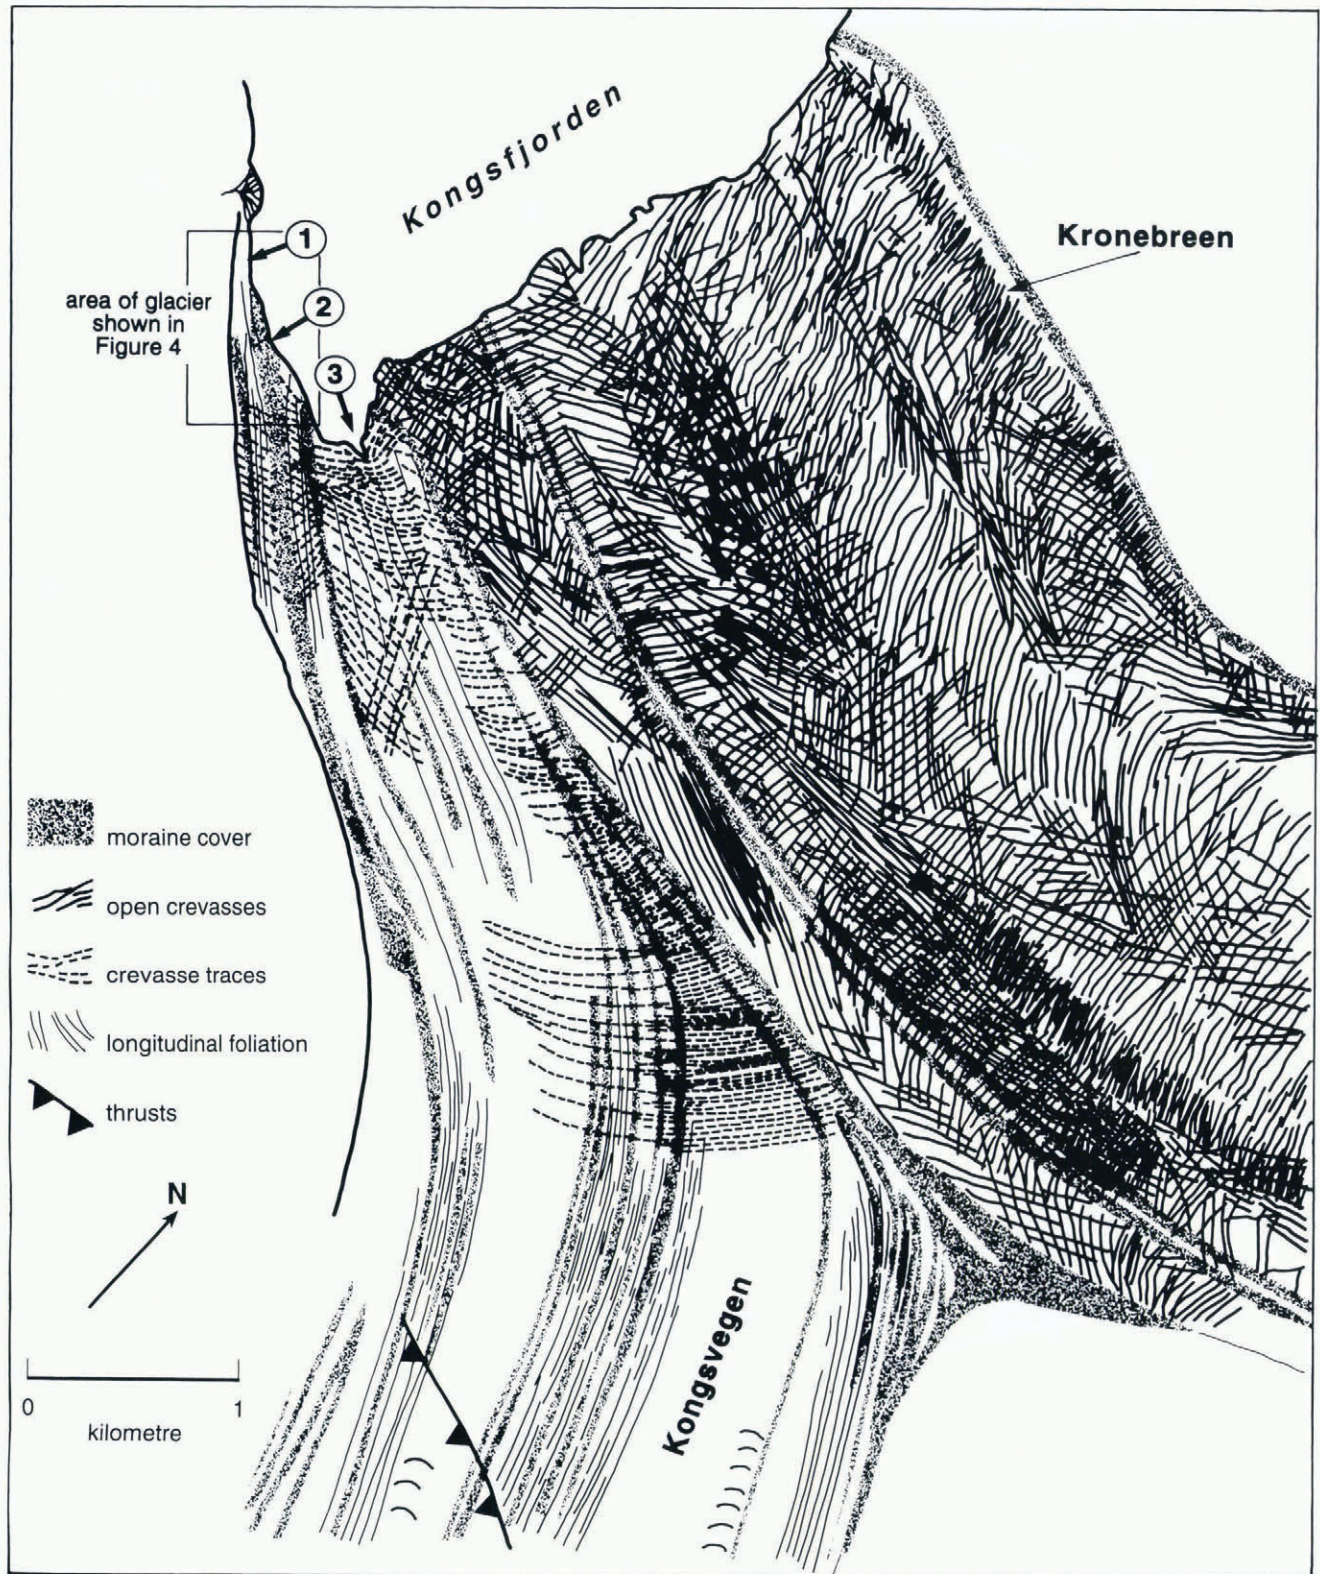 Kongsfjorden
Kronebreen
1
2
3
area of glacier
shown in
Figure 4
moraine cover
open crevasses
crevasse traces
longitudinal foliation
thrusts
N
0 1
kilometre
Kongsvegen